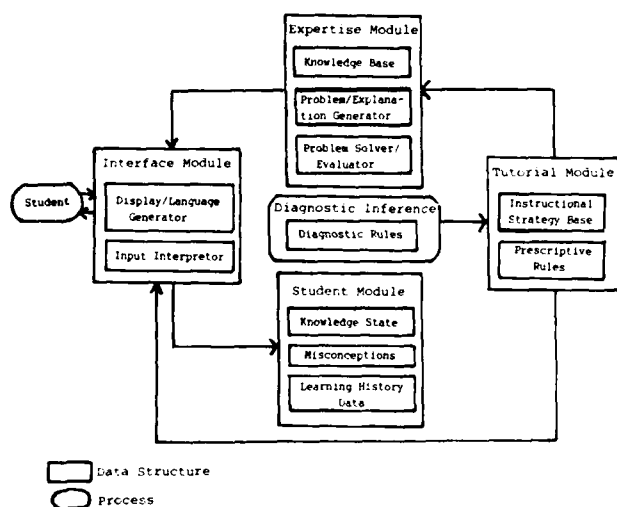 Expertise Module
Knowledge Base
Problem/Explana-
tion Generator
Problem Solver/
Evaluator
Interface Module
Display/Language
Generator
Input Interpretor
Student
Diagnostic Inference
Diagnostic Rules
Tutorial Module
Instructional
Strategy Base
Prescriptive
Rules
Student Module
Knowledge State
Misconceptions
Learning History
Data
Data Structure
Process